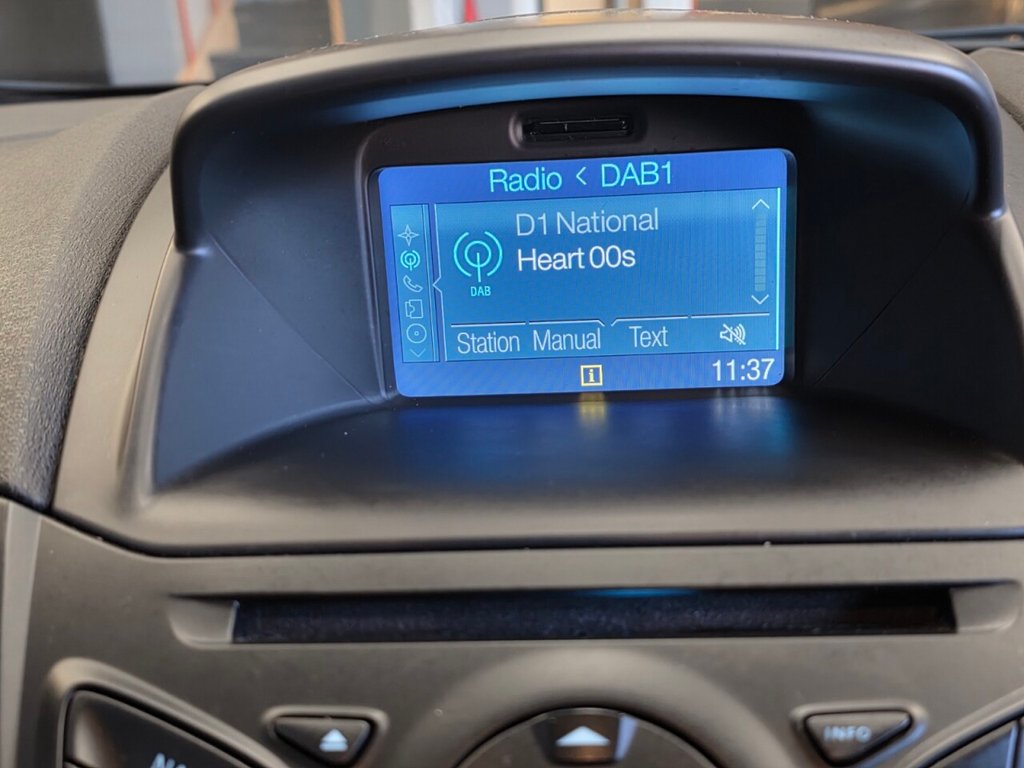 Radio < DAB1
D1 National
Heart 00s
DAB
Station Manual Text
i 11:37
INFO